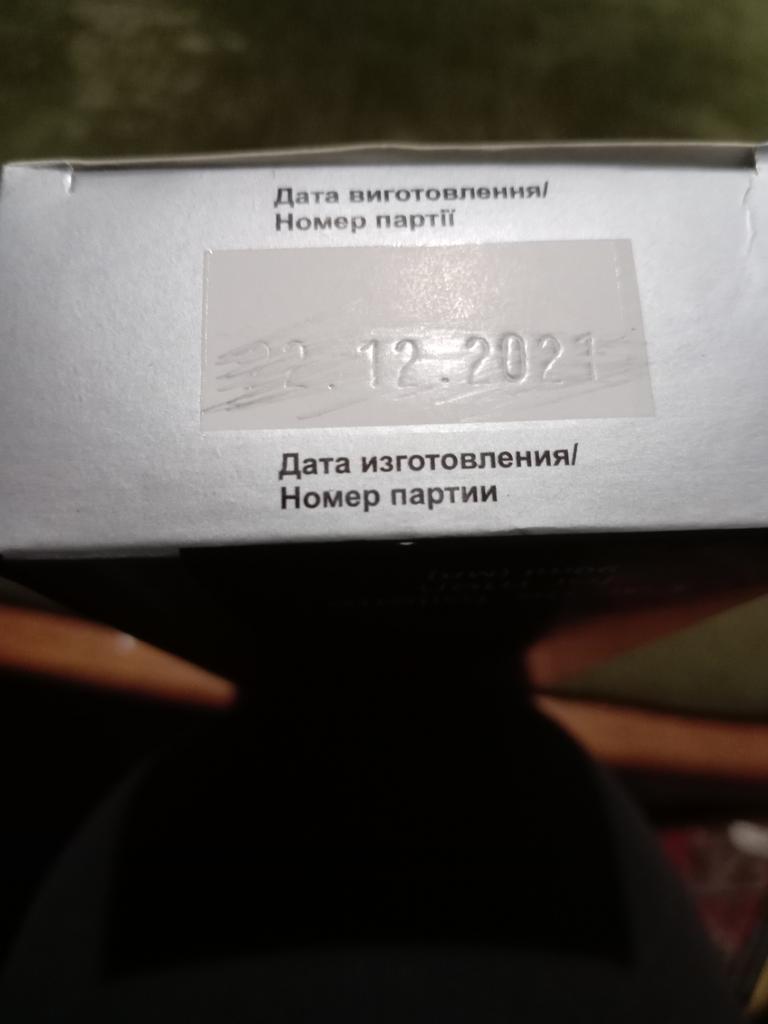 Дата виготовлення/
Номер партії
22.12.2021
Дата изготовления/
Номер партии